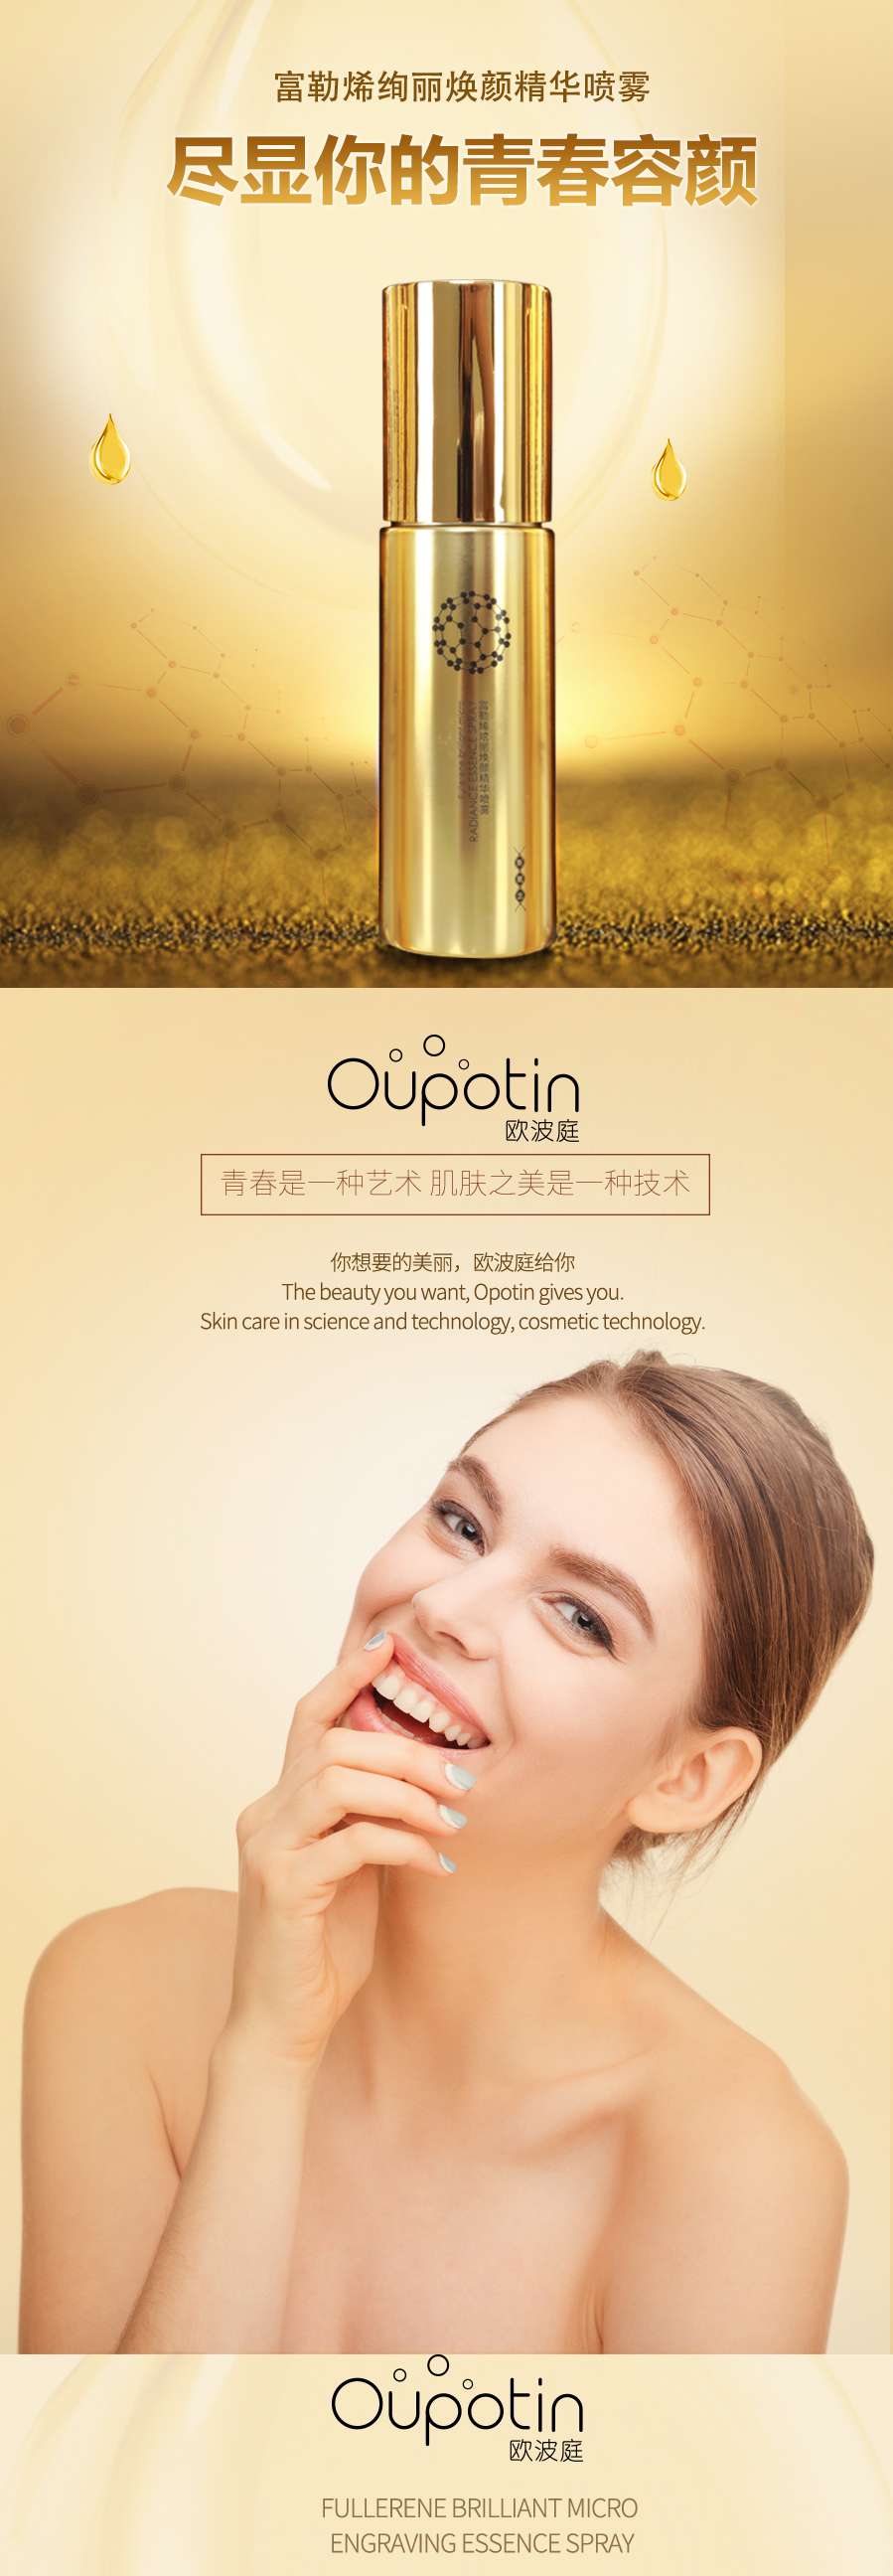 富勒烯绚丽焕颜精华喷雾
尽显你的青春容颜
RADIANCE ESSENCE SPRAY
Oupotin
欧波庭
青春是一种艺术 肌肤之美是一种技术
你想要的美丽，欧波庭给你
The beauty you want, Opotin gives you.
Skin care in science and technology, cosmetic technology.
Oupotin
欧波庭
FULLERENE BRILLIANT MICRO
ENGRAVING ESSENCE SPRAY